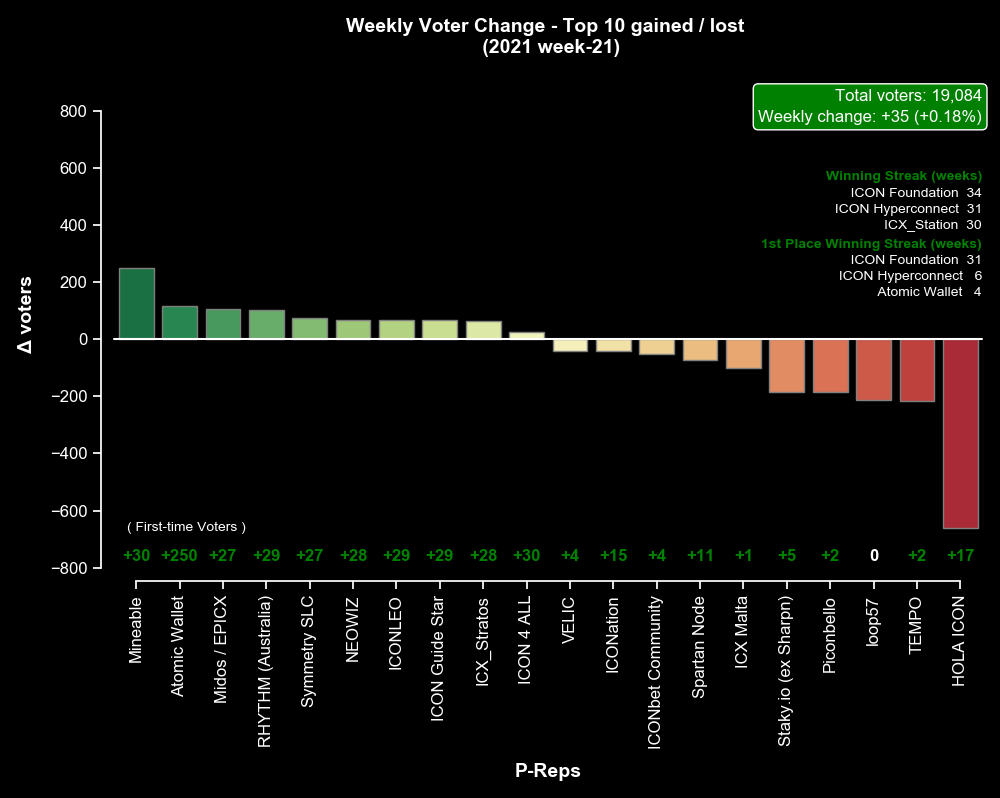 Weekly Voter Change - Top 10 gained / lost
(2021 week-21)
Total voters: 19,084
Weekly change: +35 (+0.18%)
Winning Streak (weeks)
ICON Foundation 34
ICON Hyperconnect 31
ICX_Station 30
1st Place Winning Streak (weeks)
ICON Foundation 31
ICON Hyperconnect 6
Atomic Wallet 4
Δ voters
800
600
400
200
0
−200
−400
−600
−800
( First-time Voters )
+30 +250 +27 +29 +27 +28 +29 +29 +28 +30 +4 +15 +4 +11 +1 +5 +2 0 +2 +17
Mineable
Atomic Wallet
Midos / EPICX
RHYTHM (Australia)
Symmetry SLC
NEOWIZ
ICONLEO
ICON Guide Star
ICX_Stratos
ICON 4 ALL
VELIC
ICONation
ICONbet Community
Spartan Node
ICX Malta
Staky.io (ex Sharpn)
Piconbello
loop57
TEMPO
HOLA ICON
P-Reps